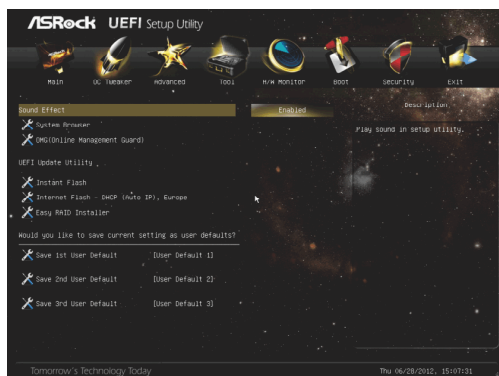 ASRock UEFI Setup Utility
Main OC Tweaker Advanced Tool H/W Monitor Boot Security Exit
Sound Effect Enabled
Description
Play sound in setup utility.
System Browser
OMG(Online Management Guard)
UEFI Update Utility
Instant Flash
Internet Flash - DHCP (Auto IP), Europe
Easy RAID Installer
Would you like to save current setting as user defaults?
Save 1st User Default [User Default 1]
Save 2nd User Default [User Default 2]
Save 3rd User Default [User Default 3]
Tomorrow's Technology Today Thu 06/28/2012, 15:07:31